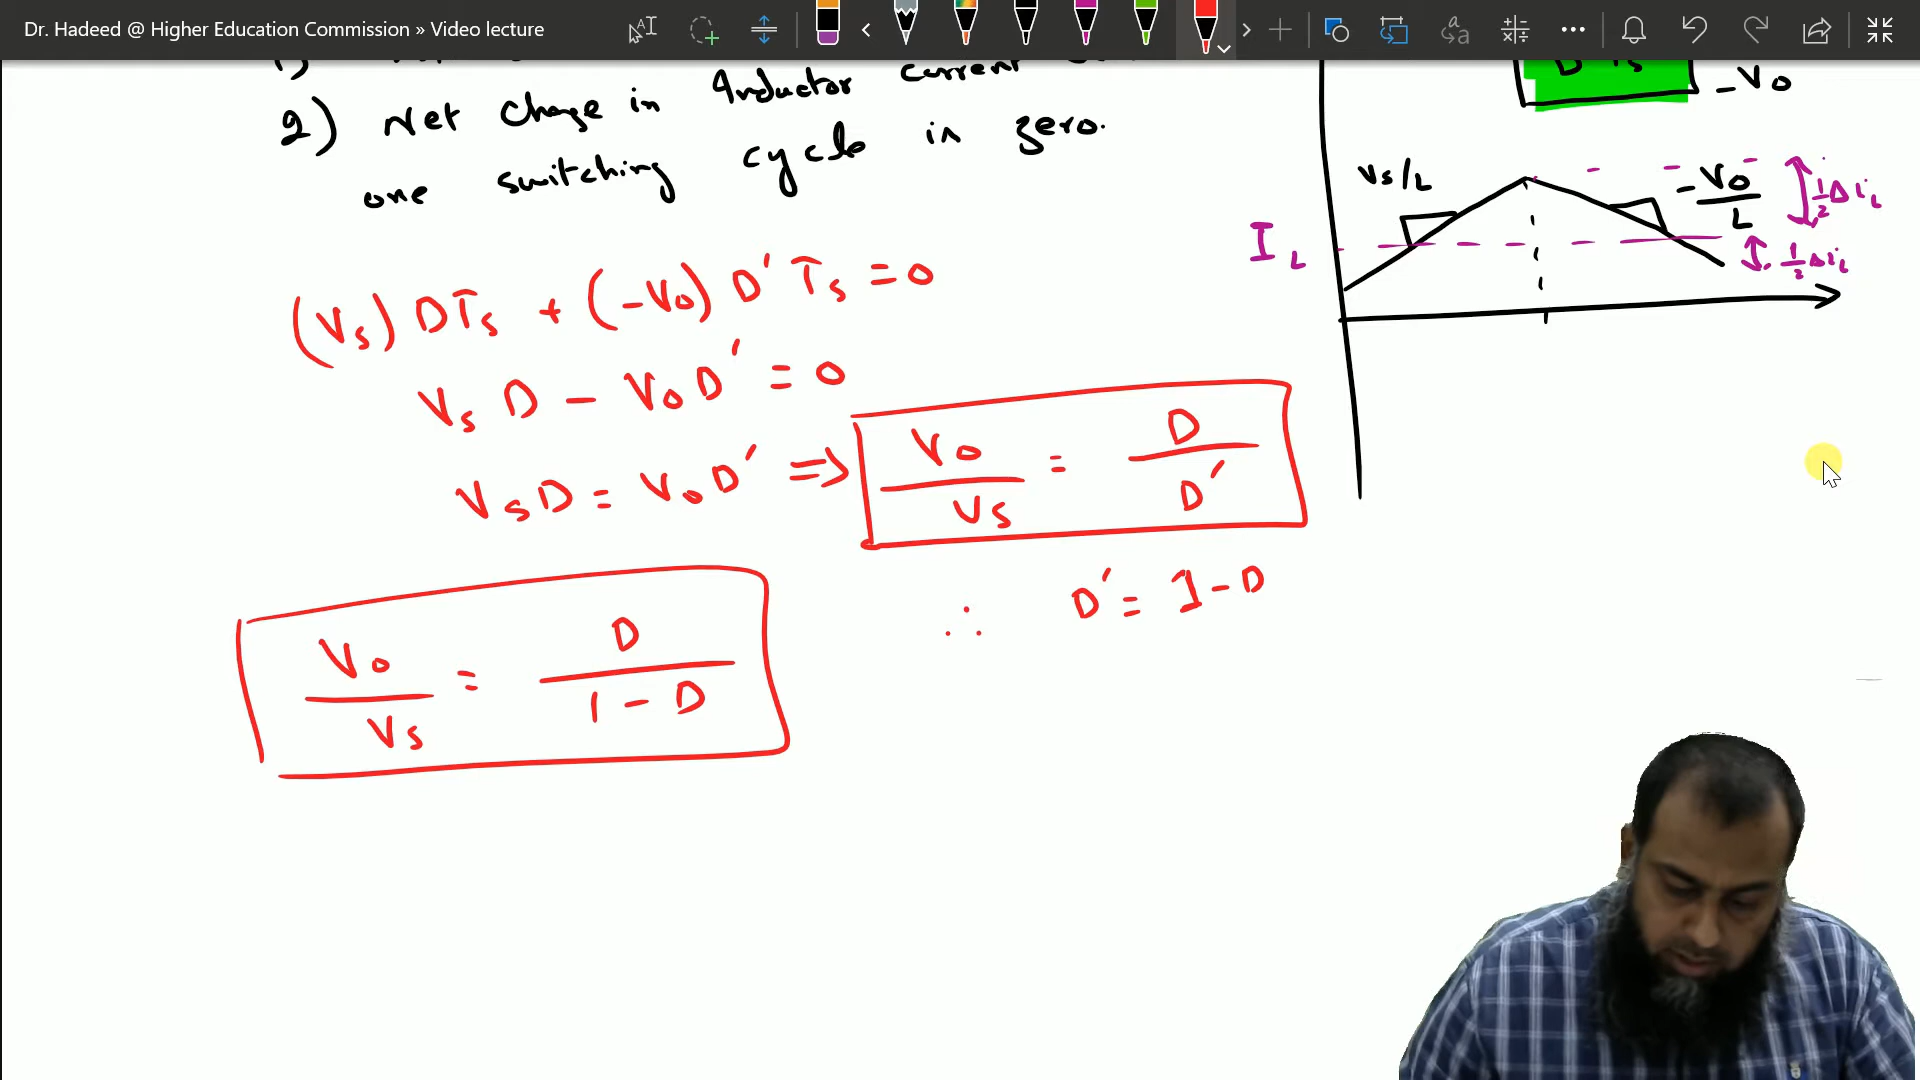 Dr. Hadeed @ Higher Education Commission » Video lecture
2) Net change in Inductor current
one switching cycle is zero.
(Vs) DTs + (-Vo) D' Ts = 0
Vs D - Vo D' = 0
Vs D = Vo D' ⇒ Vo/Vs = D/D'
∴ D' = 1 - D
Vo/Vs = D/(1 - D)
D' Ts
-Vo
Vs/L
-Vo/L
½ΔiL
IL
½ΔiL